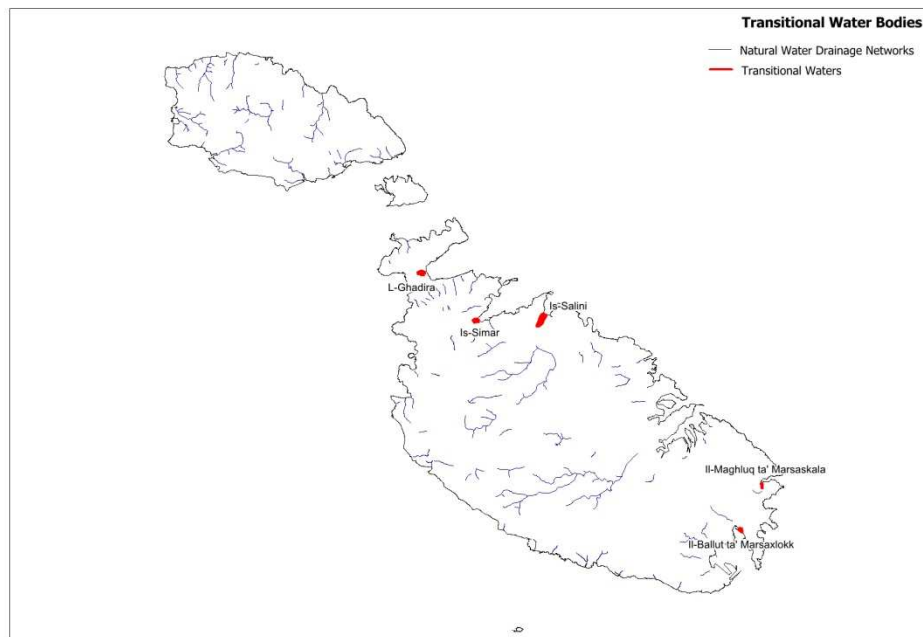 Transitional Water Bodies
Natural Water Drainage Networks
Transitional Waters
L-Ghadira
Is-Salini
Is-Simar
Il-Maghluq ta' Marsaskala
Il-Ballut ta' Marsaxlokk